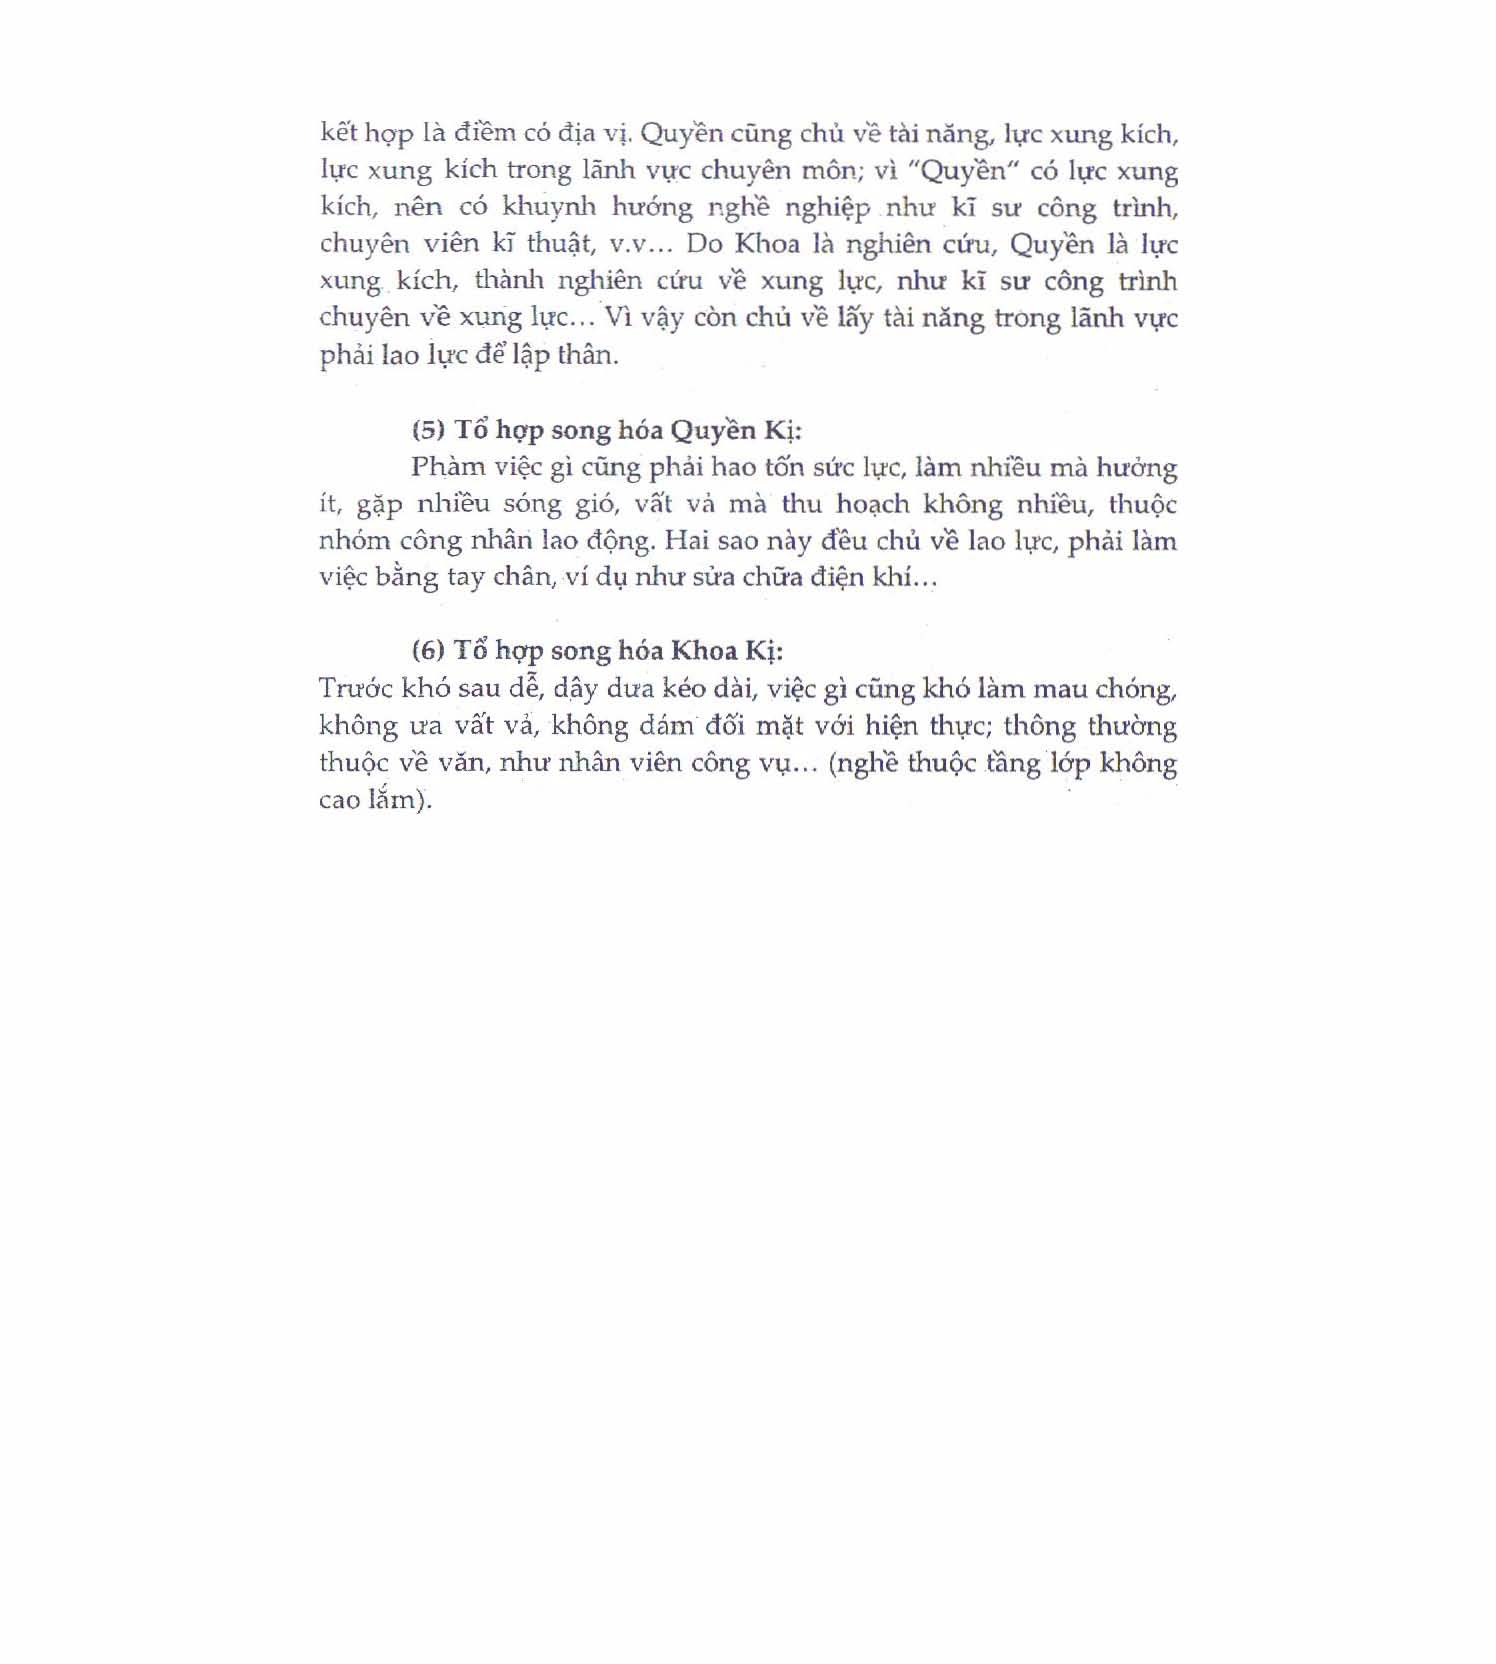 kết hợp là điềm có địa vị. Quyền cũng chủ về tài năng, lực xung kích,
lực xung kích trong lãnh vực chuyên môn; vì "Quyền" có lực xung
kích, nên có khuynh hướng nghề nghiệp như kĩ sư công trình,
chuyên viên kĩ thuật, v.v... Do Khoa là nghiên cứu, Quyền là lực
xung kích, thành nghiên cứu về xung lực, như kĩ sư công trình
chuyên về xung lực... Vì vậy còn chủ về lấy tài năng trong lãnh vực
phải lao lực để lập thân.
(5) Tổ hợp song hóa Quyền Kị:
Phàm việc gì cũng phải hao tốn sức lực, làm nhiều mà hưởng
ít, gặp nhiều sóng gió, vất vả mà thu hoạch không nhiều, thuộc
nhóm công nhân lao động. Hai sao này đều chủ về lao lực, phải làm
việc bằng tay chân, ví dụ như sửa chữa điện khí...
(6) Tổ hợp song hóa Khoa Kị:
Trước khó sau dễ, dây dưa kéo dài, việc gì cũng khó làm mau chóng,
không ưa vất vả, không dám đối mặt với hiện thực; thông thường
thuộc về văn, như nhân viên công vụ... (nghề thuộc tầng lớp không
cao lắm).